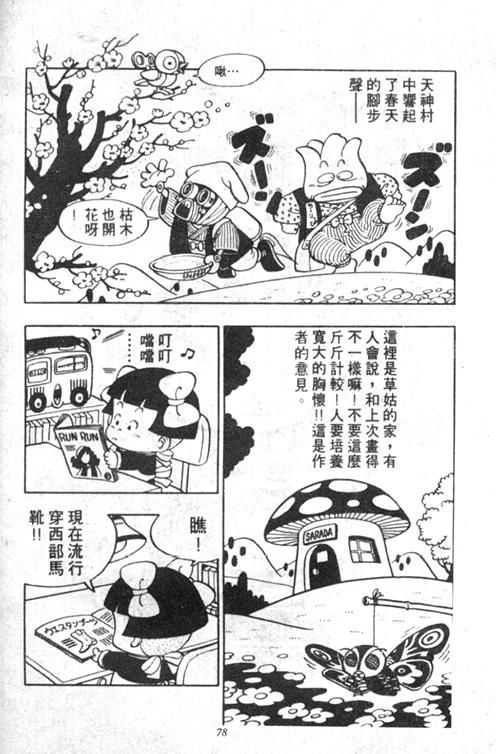 天神村
中響起
了春天
的腳步
聲──
啾…
ズーン
ズーン!
枯木
也開
花呀
!
這裡是草姑的家，有
人會說，和上次畫得
不一樣嘛！不要這麼
斤斤計較！人要培養
寬大的胸懷!!這是作
者的意見。
SARADA
叮叮
噹噹
……
RUN RUN
瞧！
現在流行
穿西部馬
靴!!
ウエスタンブーツ
78